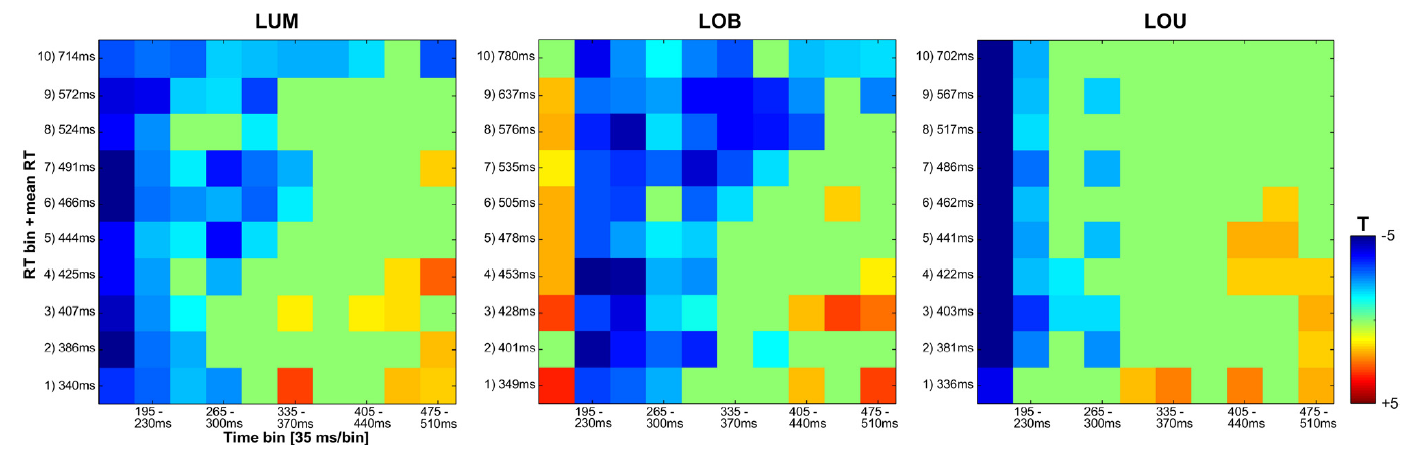 LUM
LOB
LOU
RT bin + mean RT
10) 714ms
9) 572ms
8) 524ms
7) 491ms
6) 466ms
5) 444ms
4) 425ms
3) 407ms
2) 386ms
1) 340ms
195 -
230ms
265 -
300ms
335 -
370ms
405 -
440ms
475 -
510ms
Time bin [35 ms/bin]
10) 780ms
9) 637ms
8) 576ms
7) 535ms
6) 505ms
5) 478ms
4) 453ms
3) 428ms
2) 401ms
1) 349ms
195 -
230ms
265 -
300ms
335 -
370ms
405 -
440ms
475 -
510ms
10) 702ms
9) 567ms
8) 517ms
7) 486ms
6) 462ms
5) 441ms
4) 422ms
3) 403ms
2) 381ms
1) 336ms
195 -
230ms
265 -
300ms
335 -
370ms
405 -
440ms
475 -
510ms
T
-5
+5